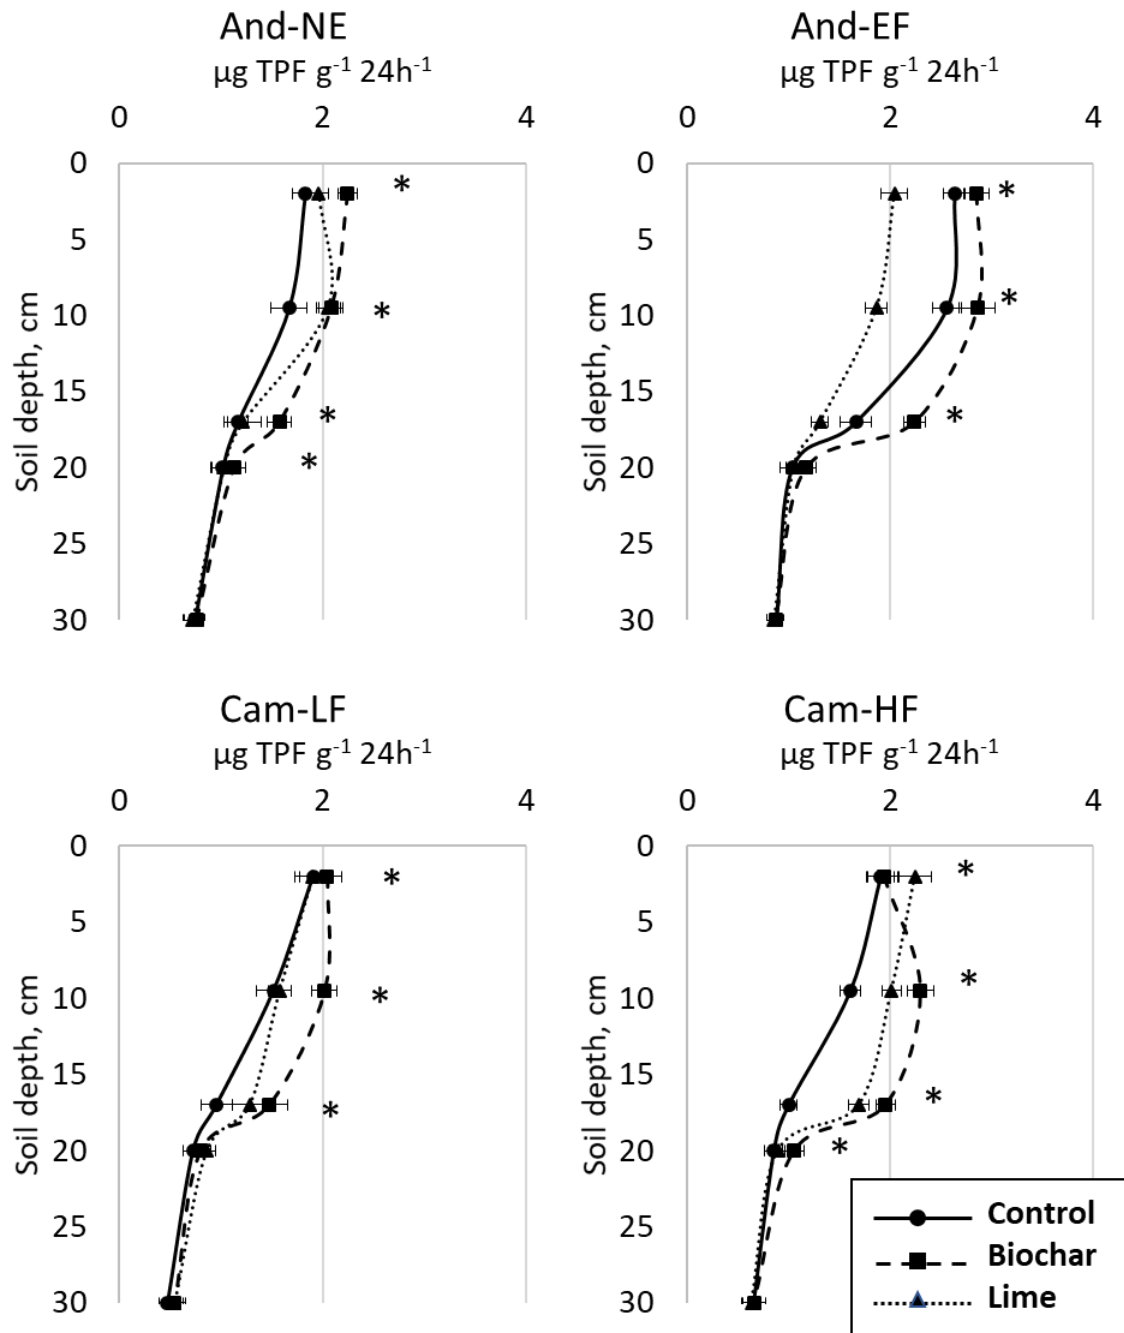 And-NE
µg TPF g⁻¹ 24h⁻¹
0 2 4
0
5
10
15
20
25
30
Soil depth, cm
*
*
*
*
And-EF
µg TPF g⁻¹ 24h⁻¹
0 2 4
0
5
10
15
20
25
30
Soil depth, cm
*
*
*
Cam-LF
µg TPF g⁻¹ 24h⁻¹
0 2 4
0
5
10
15
20
25
30
Soil depth, cm
*
*
*
Cam-HF
µg TPF g⁻¹ 24h⁻¹
0 2 4
0
5
10
15
20
25
30
Soil depth, cm
*
*
*
*
Control
Biochar
Lime